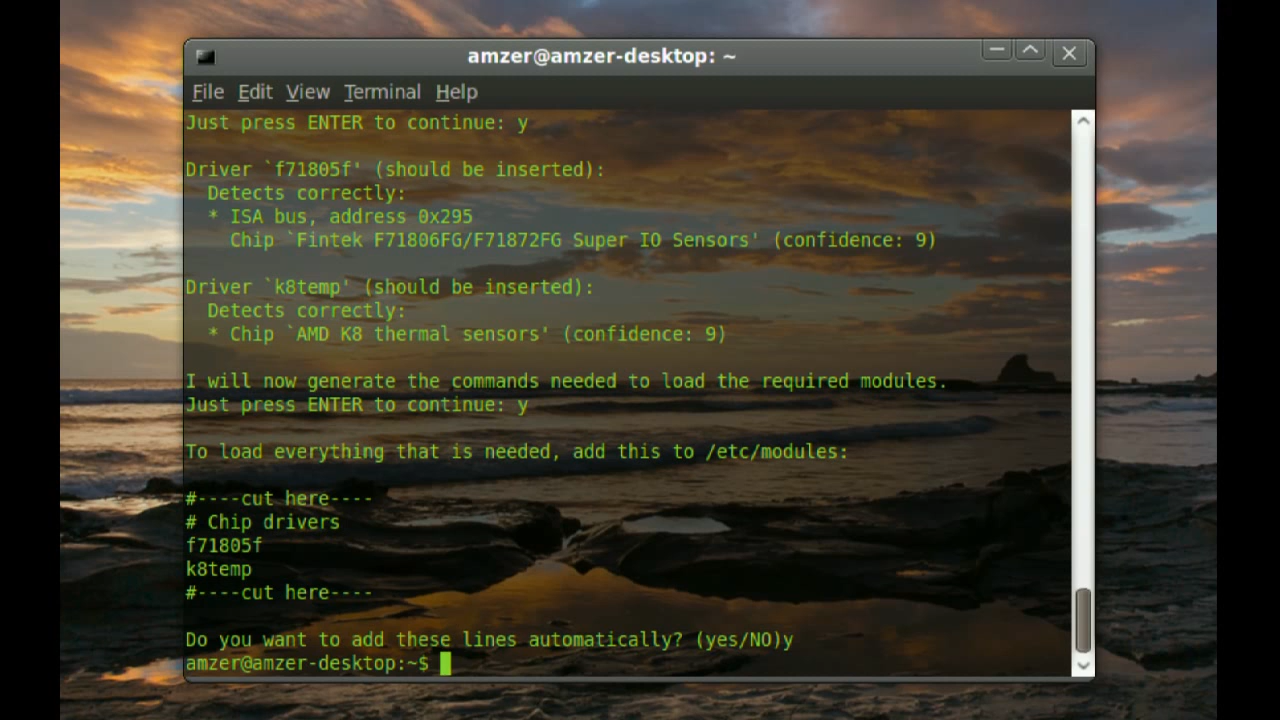 amzer@amzer-desktop: ~
File Edit View Terminal Help
Just press ENTER to continue: y
Driver `f71805f' (should be inserted):
  Detects correctly:
  * ISA bus, address 0x295
    Chip `Fintek F71806FG/F71872FG Super IO Sensors' (confidence: 9)
Driver `k8temp' (should be inserted):
  Detects correctly:
  * Chip `AMD K8 thermal sensors' (confidence: 9)
I will now generate the commands needed to load the required modules.
Just press ENTER to continue: y
To load everything that is needed, add this to /etc/modules:
#----cut here----
# Chip drivers
f71805f
k8temp
#----cut here----
Do you want to add these lines automatically? (yes/NO)y
amzer@amzer-desktop:~$